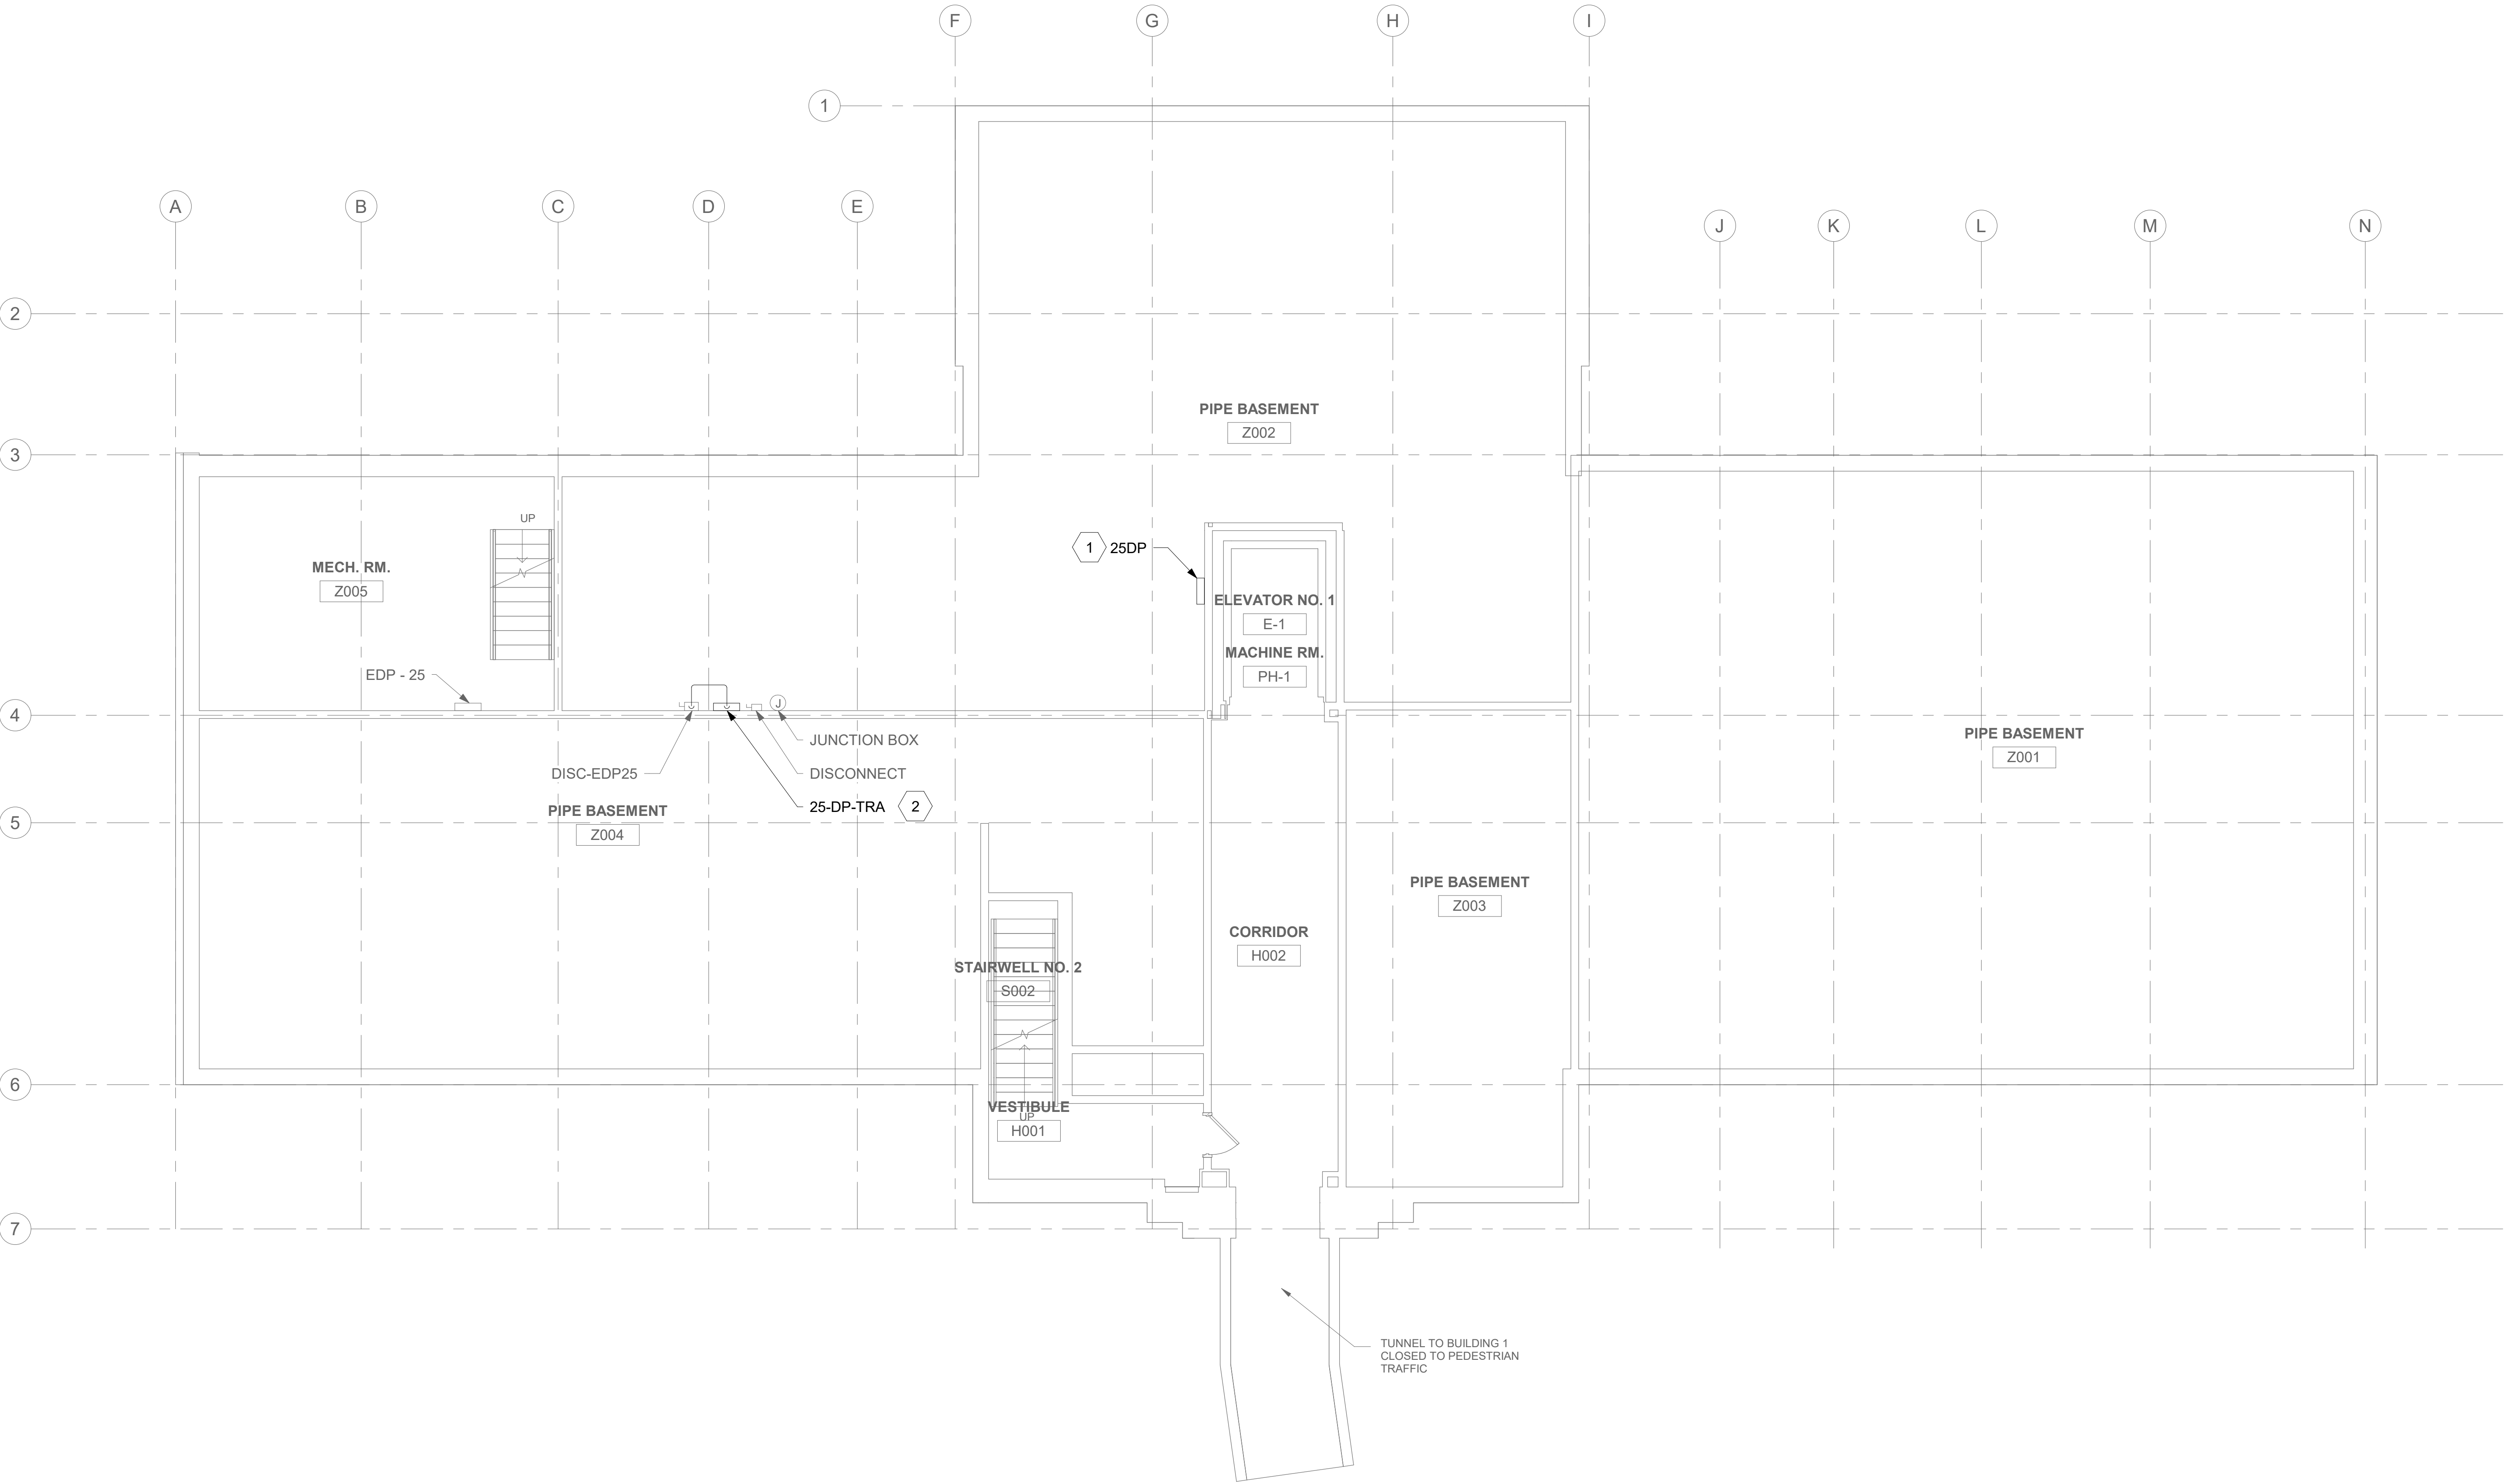 F
G
H
I
1
A
B
C
D
E
J
K
L
M
N
2
PIPE BASEMENT
Z002
3
UP
1
25DP
MECH. RM.
Z005
ELEVATOR NO. 1
E-1
MACHINE RM.
PH-1
EDP - 25
J
4
JUNCTION BOX
PIPE BASEMENT
Z001
DISC-EDP25
DISCONNECT
25-DP-TRA
2
PIPE BASEMENT
Z004
5
PIPE BASEMENT
Z003
CORRIDOR
H002
STAIRWELL NO. 2
S002
6
VESTIBULE
UP
H001
7
TUNNEL TO BUILDING 1
CLOSED TO PEDESTRIAN
TRAFFIC